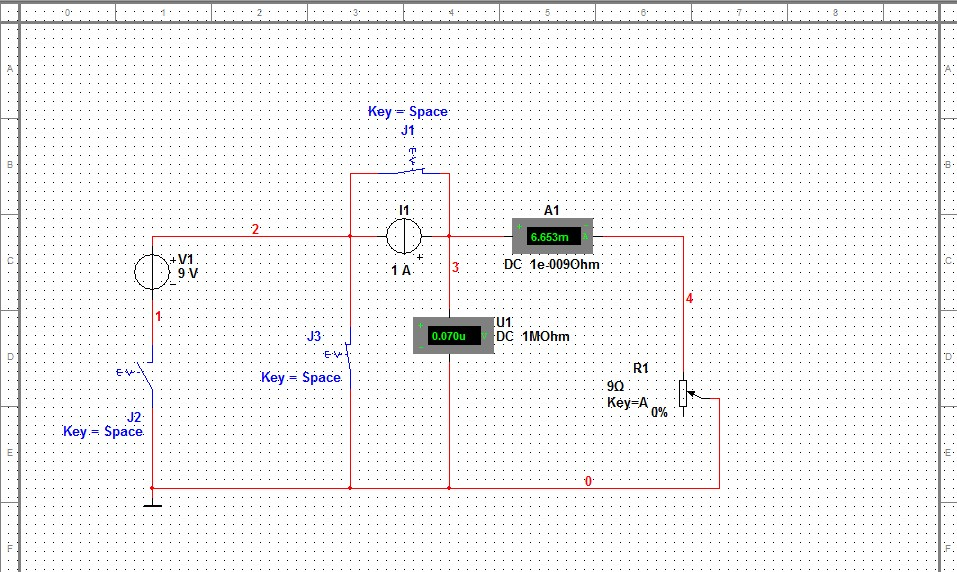 0 1 2 3 4 5 6 7 8
A A
Key = Space
J1
B B
I1 A1
2
6.653m A
V1
9 V
1 A
3
DC 1e-009Ohm
C C
4
1
U1
0.070u V
DC 1MOhm
J3
D D
R1
Key = Space
9Ω
Key=A
0%
J2
Key = Space
E E
0
F F